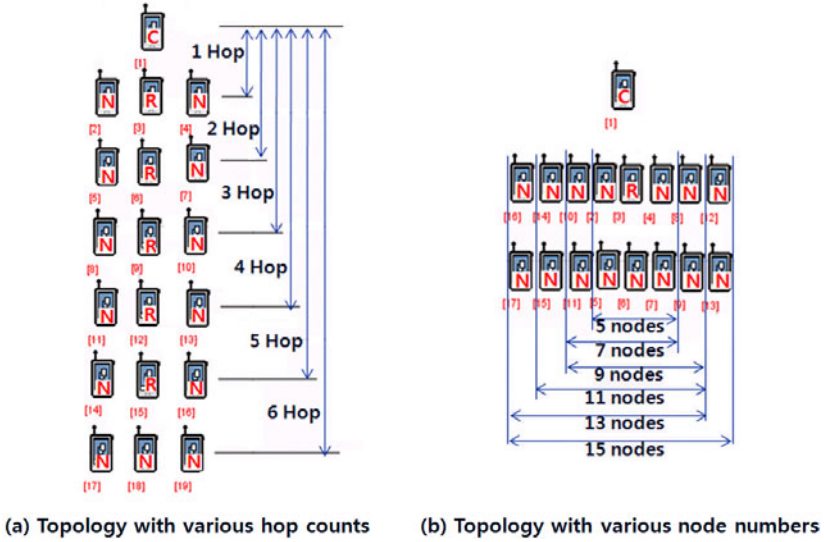 C
[1]
1 Hop
N R N
[2] [3] [4]
2 Hop
N R N
[5] [6] [7]
3 Hop
N R N
[8] [9] [10]
4 Hop
N R N
[11] [12] [13]
5 Hop
N R N
[14] [15] [16]
6 Hop
N N N
[17] [18] [19]
(a) Topology with various hop counts
C
[1]
N N N N R N N N
[16] [14] [10] [2] [3] [4] [8] [12]
N N N N N N N N
[17] [15] [11] [5] [6] [7] [9] [13]
5 nodes
7 nodes
9 nodes
11 nodes
13 nodes
15 nodes
(b) Topology with various node numbers